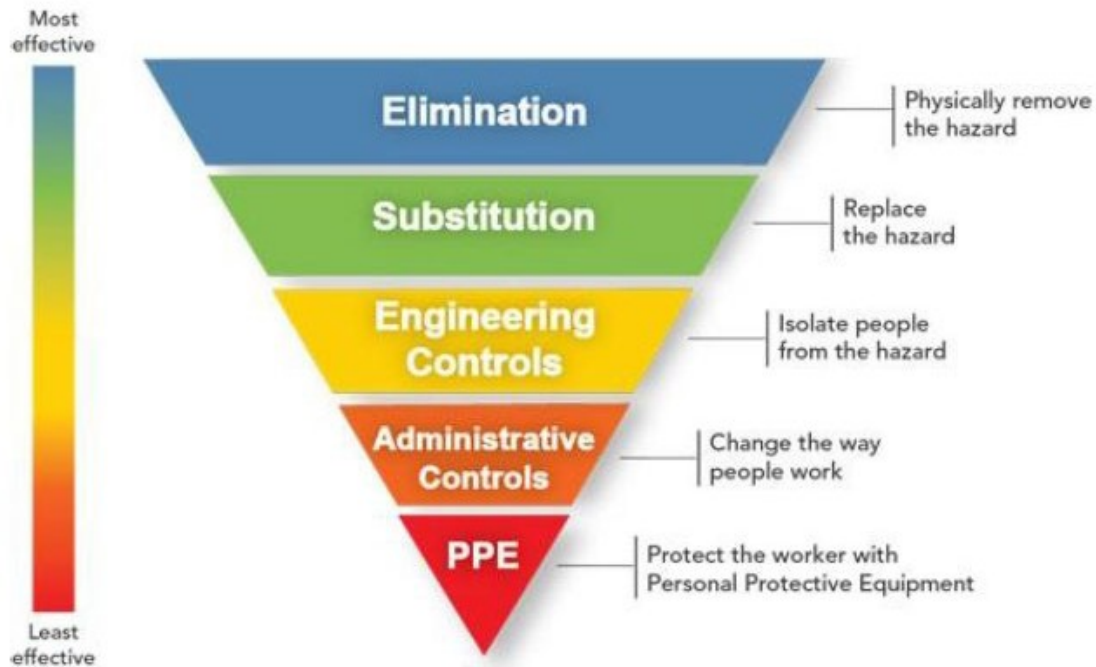 Most
effective
Elimination
Physically remove
the hazard
Substitution
Replace
the hazard
Engineering
Controls
Isolate people
from the hazard
Administrative
Controls
Change the way
people work
PPE
Protect the worker with
Personal Protective Equipment
Least
effective